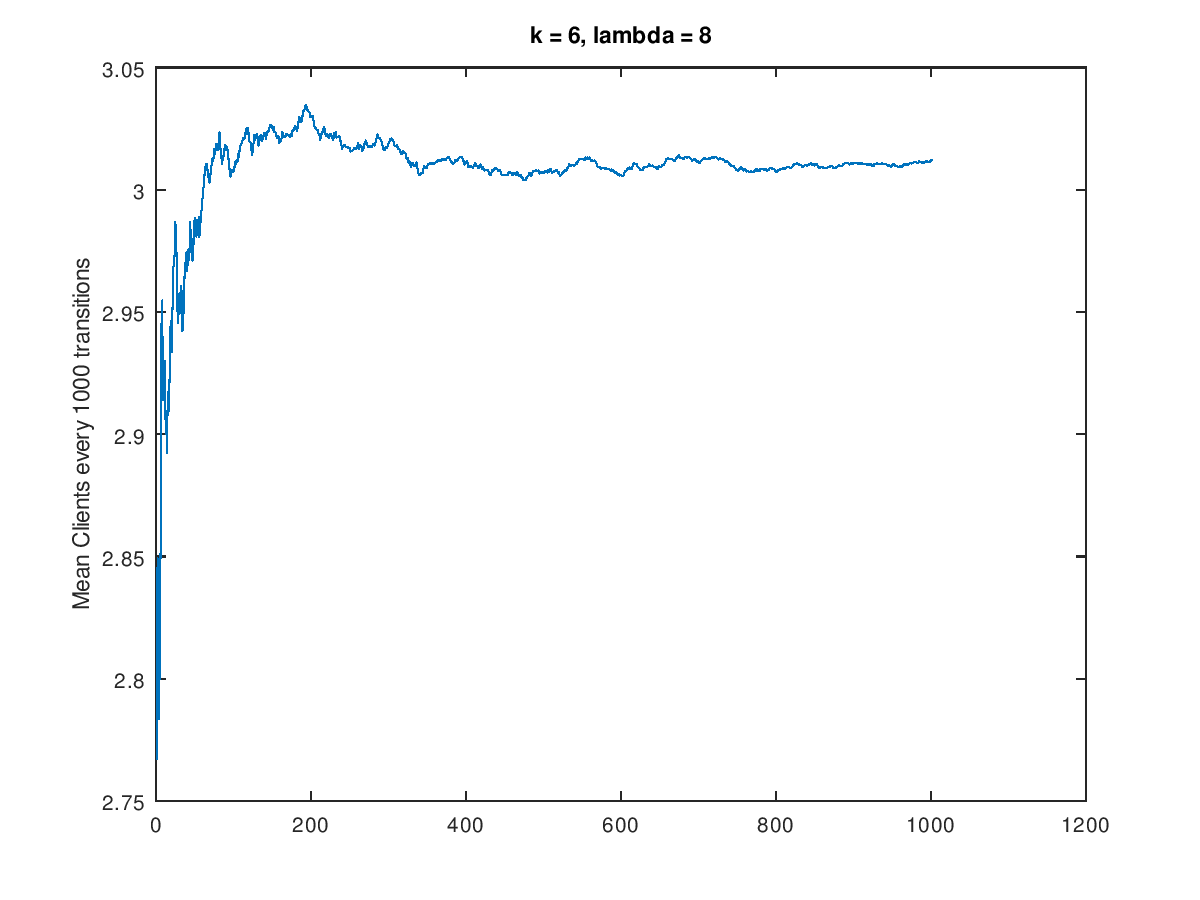 k = 6, lambda = 8
3.05
3
2.95
2.9
2.85
2.8
2.75
Mean Clients every 1000 transitions
0 200 400 600 800 1000 1200